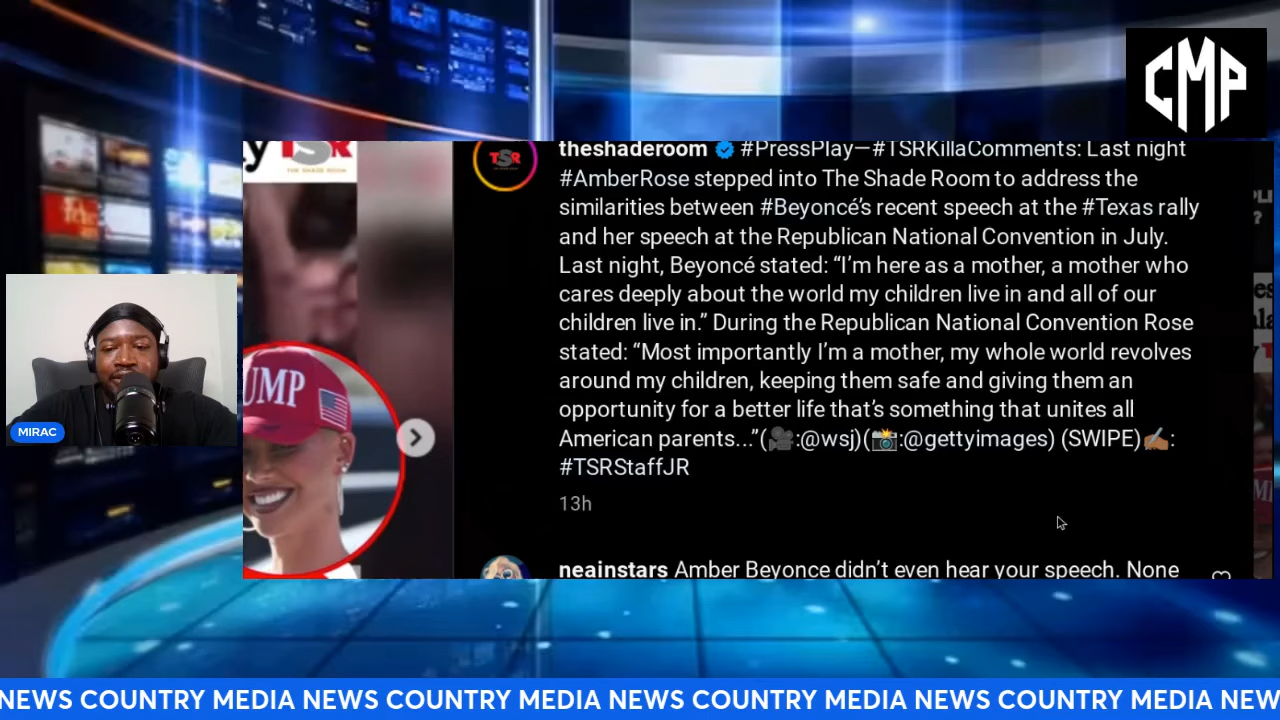 CMP
y TSR
THE SHADE ROOM
TSR
theshaderoom #PressPlay—#TSRKillaComments: Last night
#AmberRose stepped into The Shade Room to address the
similarities between #Beyoncé’s recent speech at the #Texas rally
and her speech at the Republican National Convention in July.
Last night, Beyoncé stated: “I’m here as a mother, a mother who
cares deeply about the world my children live in and all of our
children live in.” During the Republican National Convention Rose
stated: “Most importantly I’m a mother, my whole world revolves
around my children, keeping them safe and giving them an
opportunity for a better life that’s something that unites all
American parents...”(🎥:@wsj)(📸:@gettyimages) (SWIPE)✍🏾:
#TSRStaffJR
13h
neainstars Amber Beyonce didn’t even hear your speech. None
UMP
MIRAC
NEWS COUNTRY MEDIA NEWS COUNTRY MEDIA NEWS COUNTRY MEDIA NEWS COUNTRY MEDIA NEW